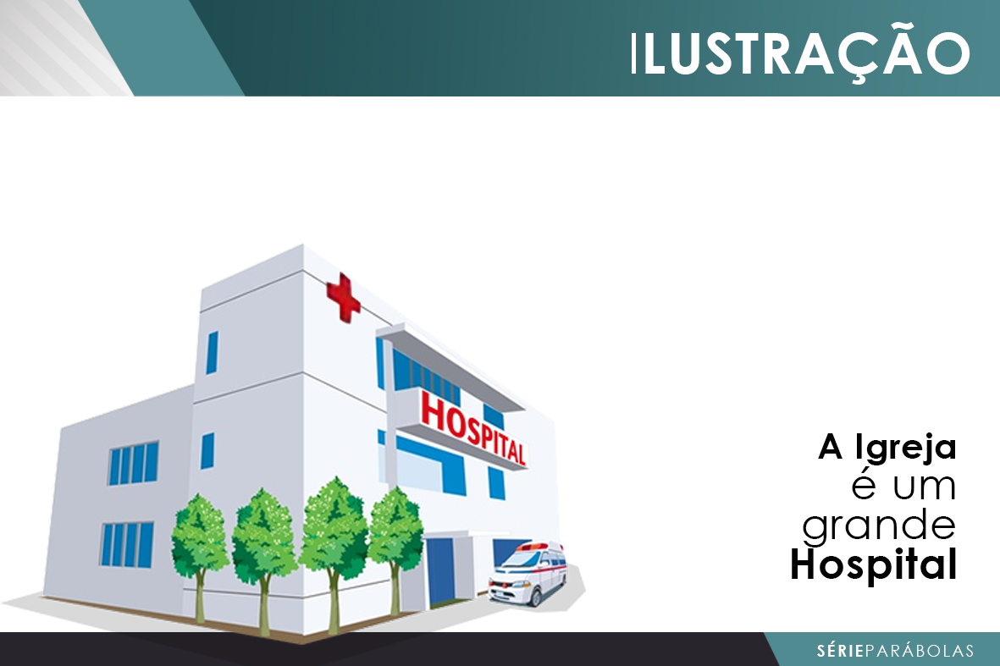 ILUSTRAÇÃO
HOSPITAL
A Igreja
é um
grande
Hospital
SÉRIEPARÁBOLAS